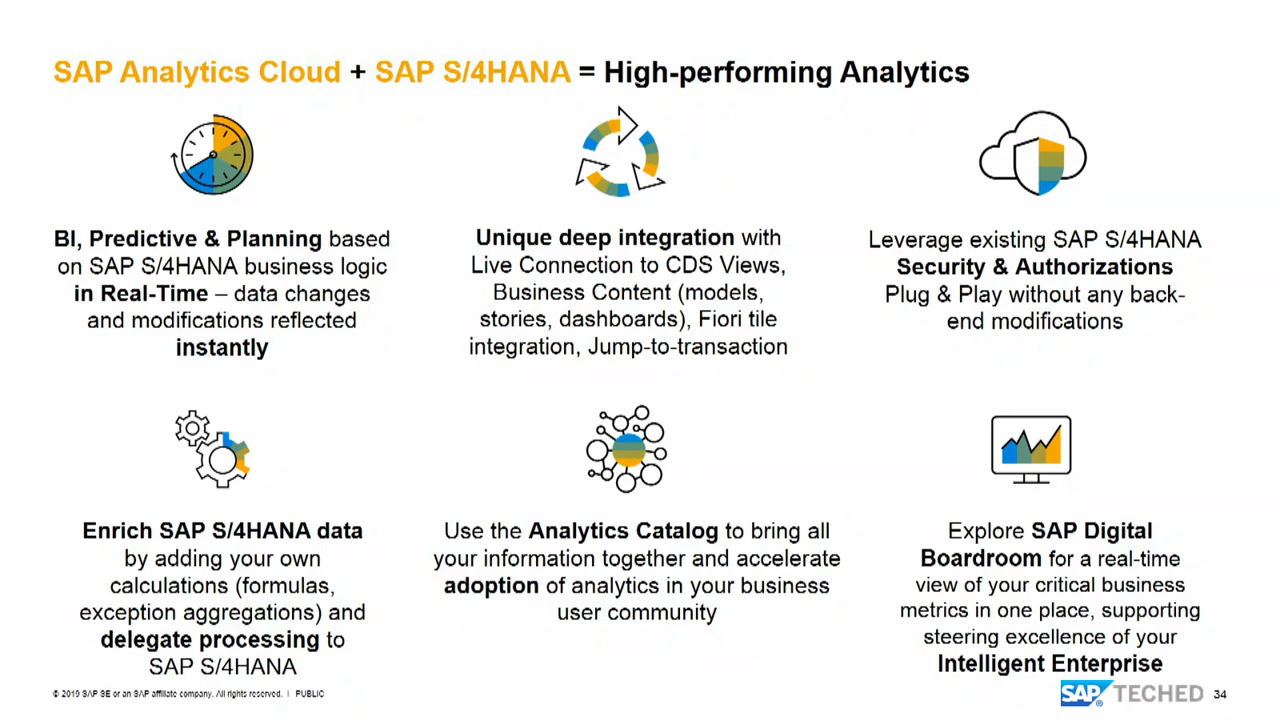 SAP Analytics Cloud + SAP S/4HANA = High-performing Analytics
BI, Predictive & Planning based
on SAP S/4HANA business logic
in Real-Time – data changes
and modifications reflected
instantly
Unique deep integration with
Live Connection to CDS Views,
Business Content (models,
stories, dashboards), Fiori tile
integration, Jump-to-transaction
Leverage existing SAP S/4HANA
Security & Authorizations
Plug & Play without any back-
end modifications
Enrich SAP S/4HANA data
by adding your own
calculations (formulas,
exception aggregations) and
delegate processing to
SAP S/4HANA
Use the Analytics Catalog to bring all
your information together and accelerate
adoption of analytics in your business
user community
Explore SAP Digital
Boardroom for a real-time
view of your critical business
metrics in one place, supporting
steering excellence of your
Intelligent Enterprise
© 2019 SAP SE or an SAP affiliate company. All rights reserved. | PUBLIC
SAP® TECHED 34